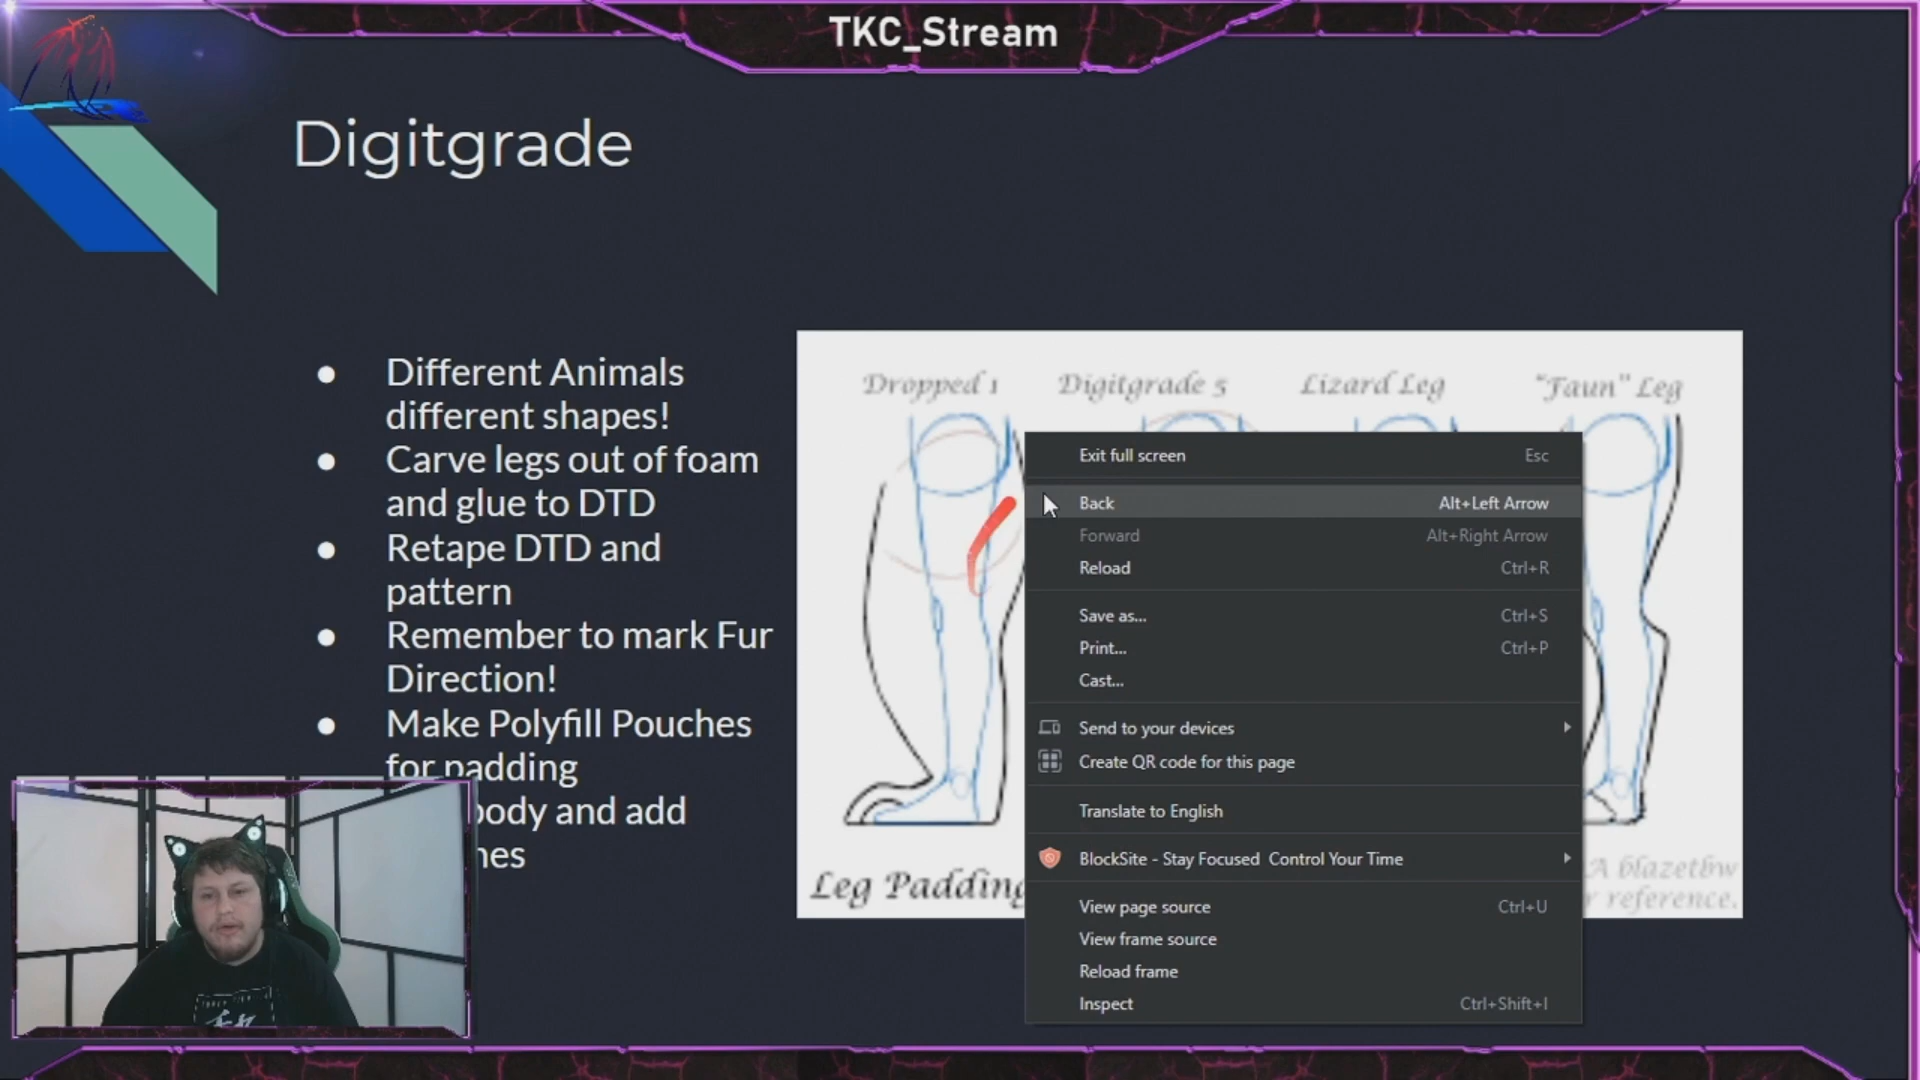 TKC_Stream
Digitgrade
● Different Animals
different shapes!
● Carve legs out of foam
and glue to DTD
● Retape DTD and
pattern
● Remember to mark Fur
Direction!
● Make Polyfill Pouches
for padding
body and add
Dropped 1 Digitgrade 5 Lizard Leg "Faun" Leg
Leg Padding
A blazetbw
reference.
Exit full screen Esc
Back Alt+Left Arrow
Forward Alt+Right Arrow
Reload Ctrl+R
Save as... Ctrl+S
Print... Ctrl+P
Cast...
Send to your devices
Create QR code for this page
Translate to English
BlockSite - Stay Focused Control Your Time
View page source Ctrl+U
View frame source
Reload frame
Inspect Ctrl+Shift+I